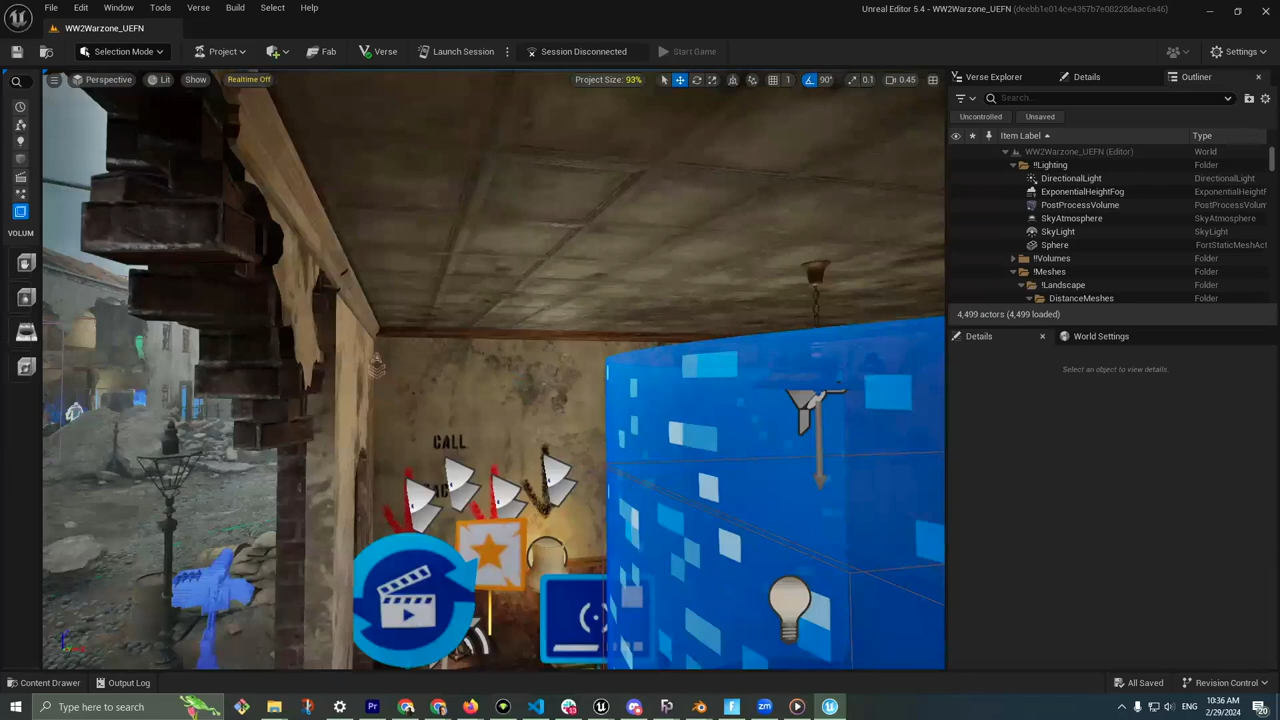 File Edit Window Tools Verse Build Select Help
Unreal Editor 5.4 - WW2Warzone_UEFN (deebb1e014ce4357b7e08228daac6a46)
WW2Warzone_UEFN
Selection Mode Project Fab Verse Launch Session Session Disconnected Start Game Settings
Perspective Lit Show Realtime Off Project Size: 93% 1 90° 0.1 0.45
Verse Explorer Details Outliner
Search...
Uncontrolled Unsaved
Item Label Type
WW2Warzone_UEFN (Editor) World
!!Lighting Folder
DirectionalLight DirectionalLight
ExponentialHeightFog ExponentialHeightF
PostProcessVolume PostProcessVolum
SkyAtmosphere SkyAtmosphere
SkyLight SkyLight
Sphere FortStaticMeshAct
!!Volumes Folder
!Meshes Folder
!Landscape Folder
DistanceMeshes Folder
4,499 actors (4,499 loaded)
Details World Settings
Select an object to view details.
VOLUM
CALL
Content Drawer Output Log All Saved Revision Control
Type here to search
ENG 10:36 AM
2/29/2024